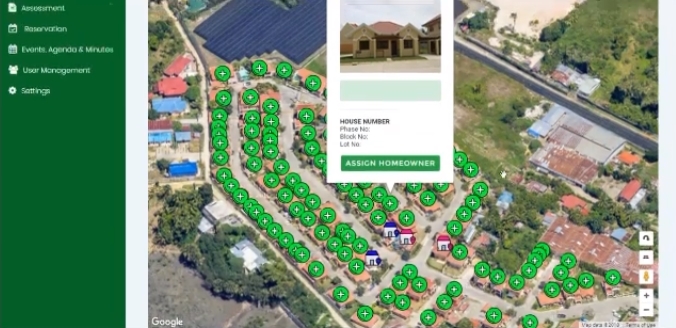 Assessment
Reservation
Events, Agenda & Minutes
User Management
Settings
HOUSE NUMBER
Phase No:
Block No:
Lot No:
ASSIGN HOMEOWNER
Google
Map data ©2019
Terms of Use